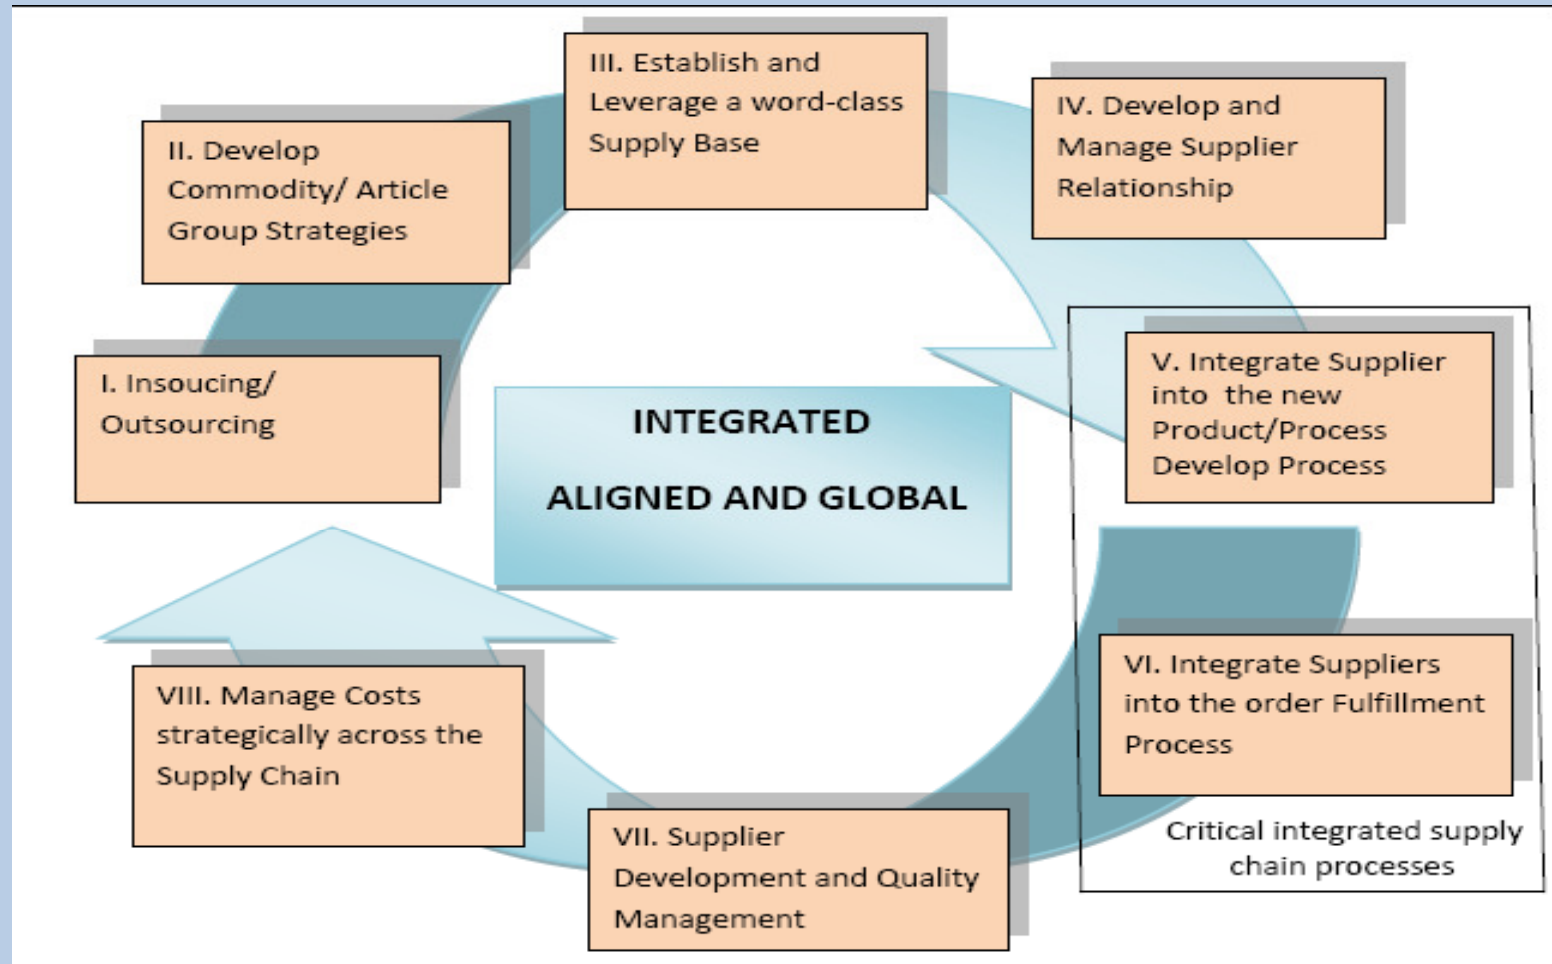 I. Insoucing/
Outsourcing
II. Develop
Commodity/ Article
Group Strategies
III. Establish and
Leverage a word-class
Supply Base
IV. Develop and
Manage Supplier
Relationship
V. Integrate Supplier
into the new
Product/Process
Develop Process
VI. Integrate Suppliers
into the order Fulfillment
Process
Critical integrated supply
chain processes
VII. Supplier
Development and Quality
Management
VIII. Manage Costs
strategically across the
Supply Chain
INTEGRATED
ALIGNED AND GLOBAL